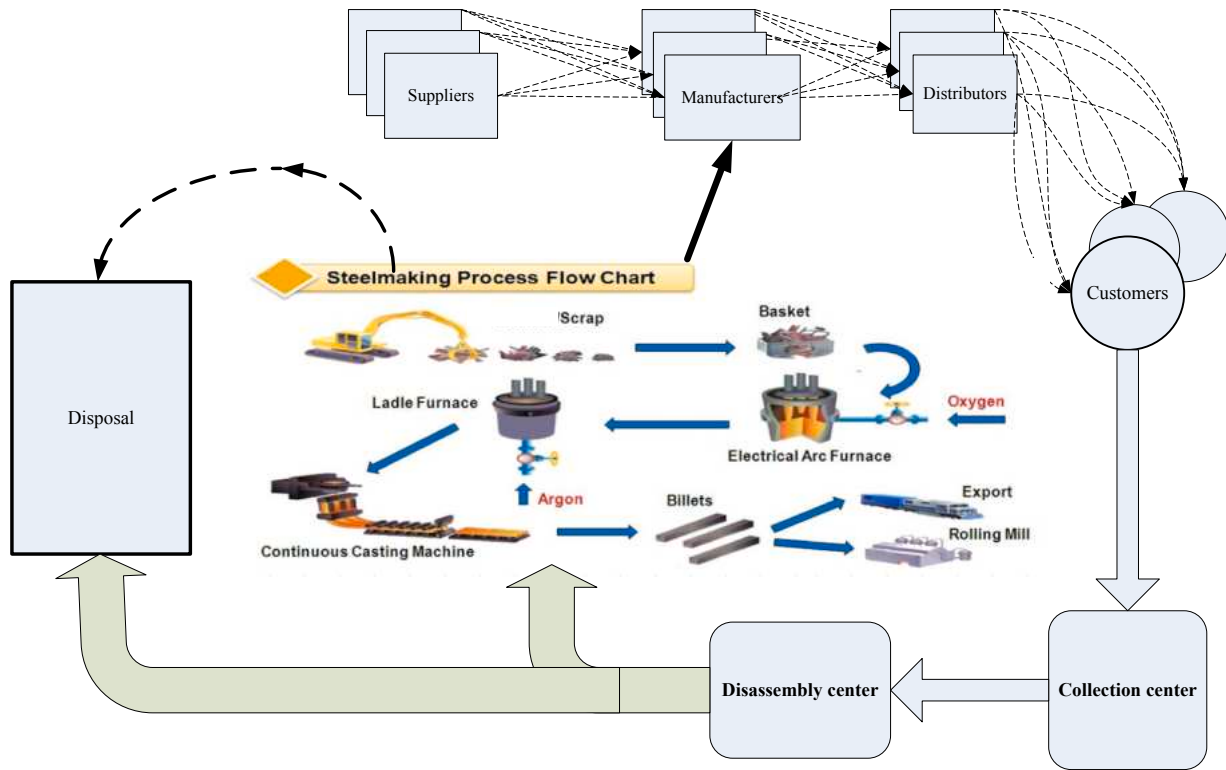 Suppliers
Manufacturers
Distributors
Customers
Steelmaking Process Flow Chart
Scrap
Basket
Ladle Furnace
Oxygen
Electrical Arc Furnace
Disposal
Argon
Billets
Export
Rolling Mill
Continuous Casting Machine
Disassembly center
Collection center